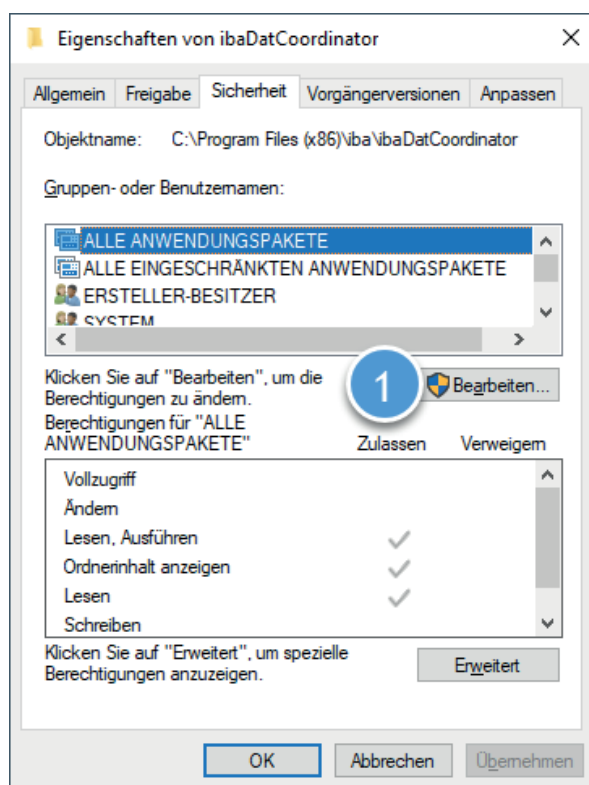 Eigenschaften von ibaDatCoordinator
Allgemein Freigabe Sicherheit Vorgängerversionen Anpassen
Objektname: C:\Program Files (x86)\iba\ibaDatCoordinator
Gruppen- oder Benutzernamen:
ALLE ANWENDUNGSPAKETE
ALLE EINGESCHRÄNKTEN ANWENDUNGSPAKETE
ERSTELLER-BESITZER
SYSTEM
Klicken Sie auf "Bearbeiten", um die
Berechtigungen zu ändern.
1
Bearbeiten...
Berechtigungen für "ALLE
ANWENDUNGSPAKETE" Zulassen Verweigern
Vollzugriff
Ändern
Lesen, Ausführen
Ordnerinhalt anzeigen
Lesen
Schreiben
Klicken Sie auf "Erweitert", um spezielle
Berechtigungen anzuzeigen.
Erweitert
OK Abbrechen Übernehmen